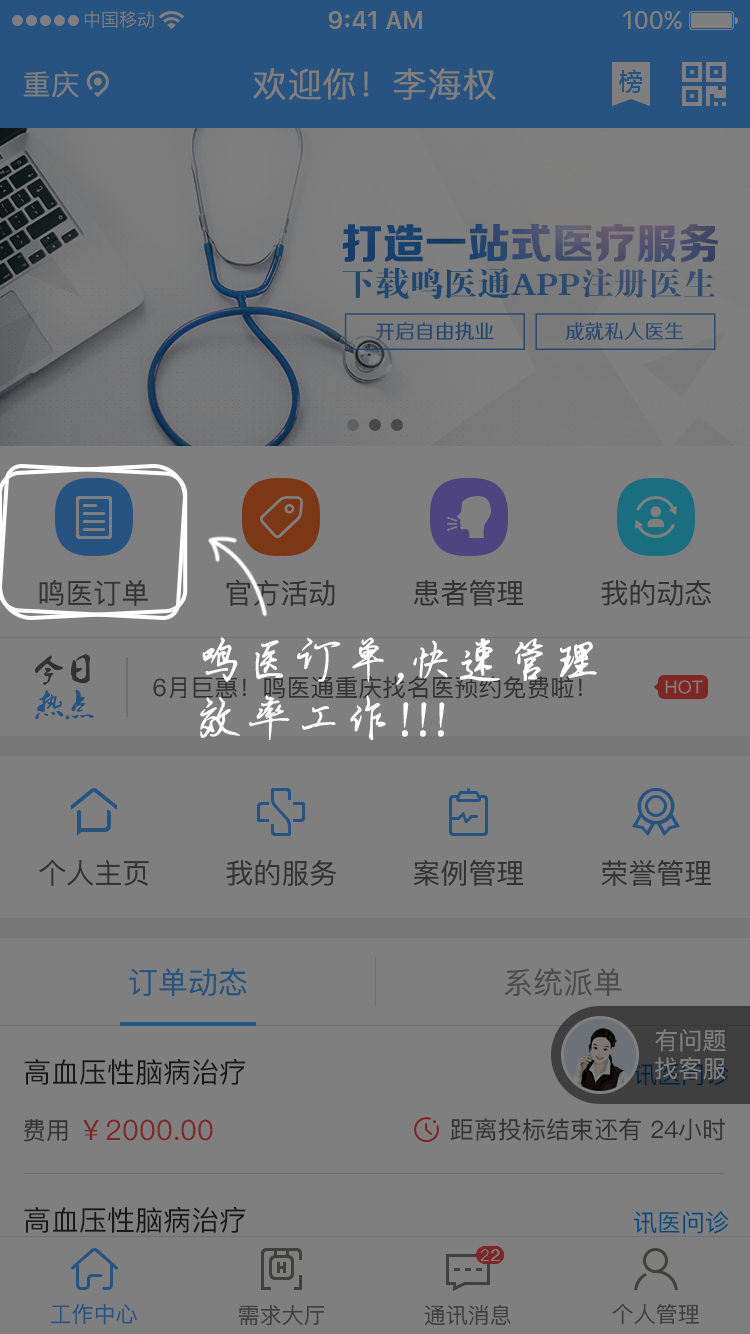 中国移动 9:41 AM 100%
重庆 欢迎你！李海权 榜
打造一站式医疗服务
下载鸣医通APP注册医生
开启自由执业 成就私人医生
鸣医订单 官方活动 患者管理 我的动态
鸣医订单,快速管理
今日
热点
6月巨惠！鸣医通重庆找名医预约免费啦！ HOT
效率工作!!!
个人主页 我的服务 案例管理 荣誉管理
订单动态 系统派单
有问题
找客服
高血压性脑病治疗 讯医问诊
费用 ￥2000.00 距离投标结束还有 24小时
高血压性脑病治疗 讯医问诊
22
工作中心 需求大厅 通讯消息 个人管理